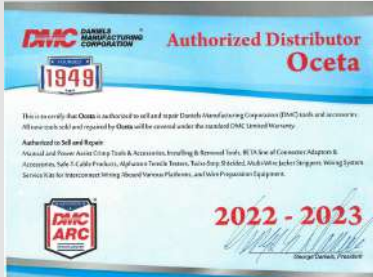 DMC DANIELS
MANUFACTURING
CORPORATION
Authorized Distributor
Oceta
1949
This is to certify that Oceta is authorized to sell and repair Daniels Manufacturing Corporation (DMC) tools and accessories.
All new tools sold and repaired by Oceta will be covered under the standard DMC Limited Warranty.
Authorized to Sell and Repair
Manual and Power Assist Crimp Tools & Accessories, Installing & Removal Tools, BETA line of Connector Adaptors &
Accessories, Safe-T-Cable Products, Alphatron Tensile Testers, Shielded, Multi-Wire Jacket Strippers, Wiring System
Service Kits for Interconnect Wiring Aboard Various Platforms, and Wire Preparation Equipment.
DMC
ARC
2022 - 2023
George Daniels, President